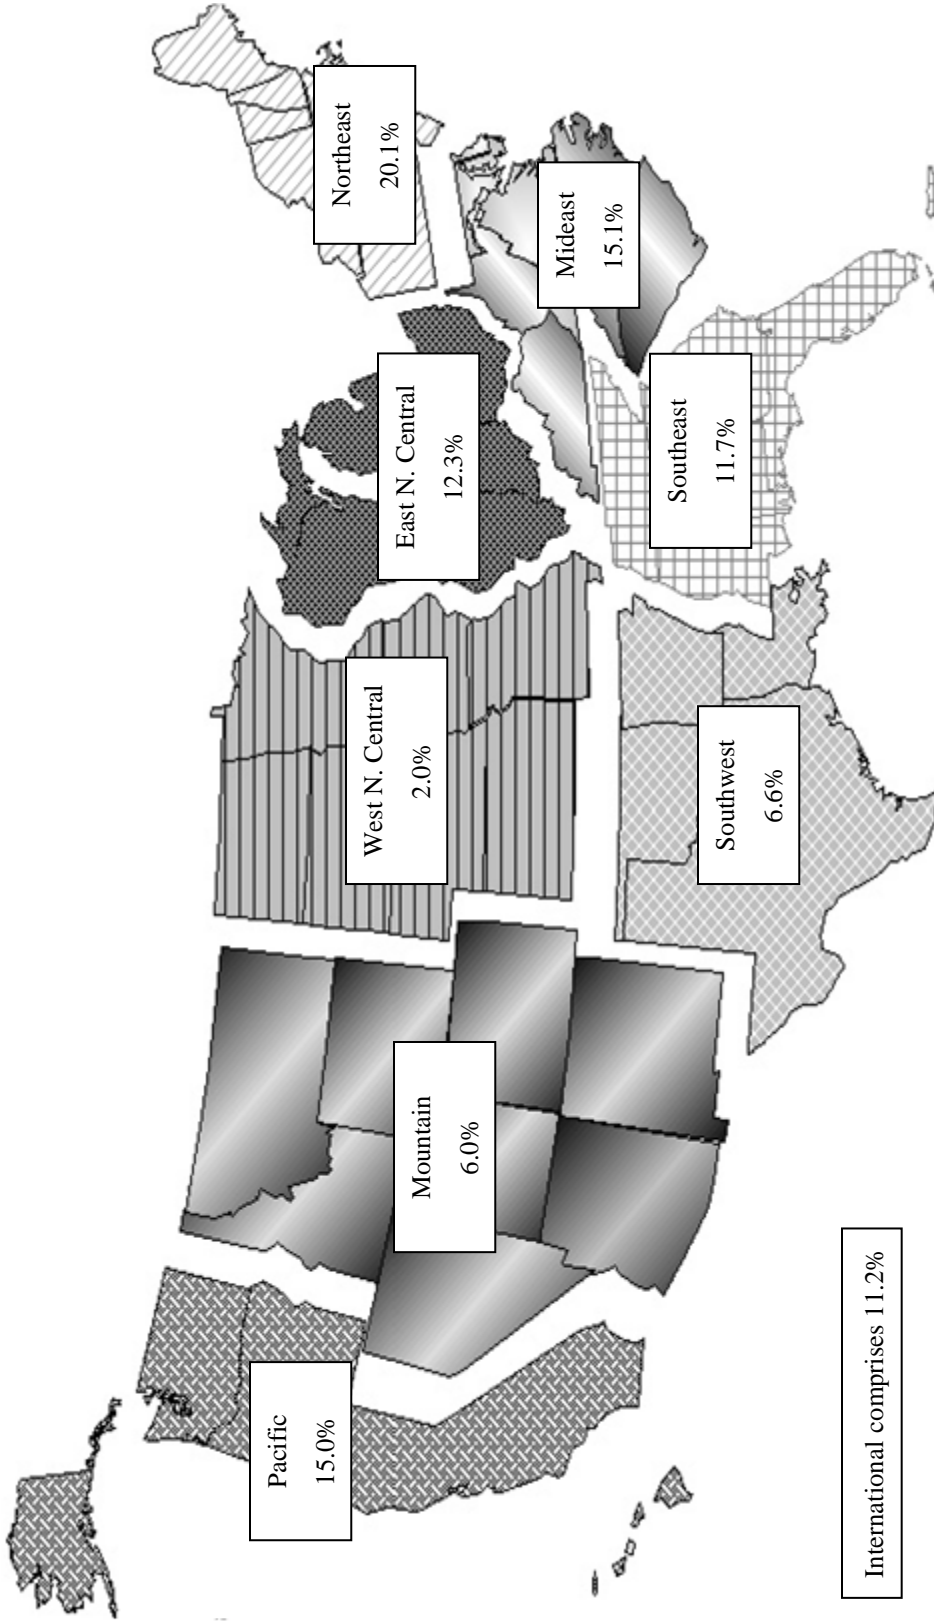 Northeast
20.1%
Mideast
15.1%
East N. Central
12.3%
Southeast
11.7%
West N. Central
2.0%
Southwest
6.6%
Mountain
6.0%
Pacific
15.0%
International comprises 11.2%